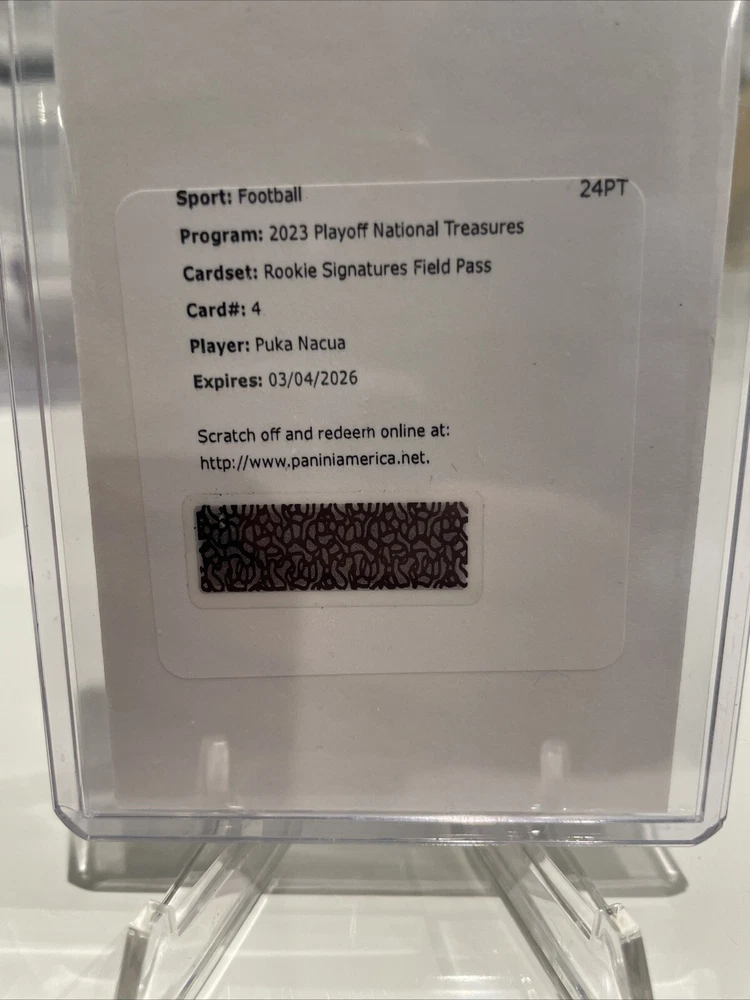 Sport: Football
24PT
Program: 2023 Playoff National Treasures
Cardset: Rookie Signatures Field Pass
Card#: 4
Player: Puka Nacua
Expires: 03/04/2026
Scratch off and redeem online at:
http://www.paniniamerica.net.